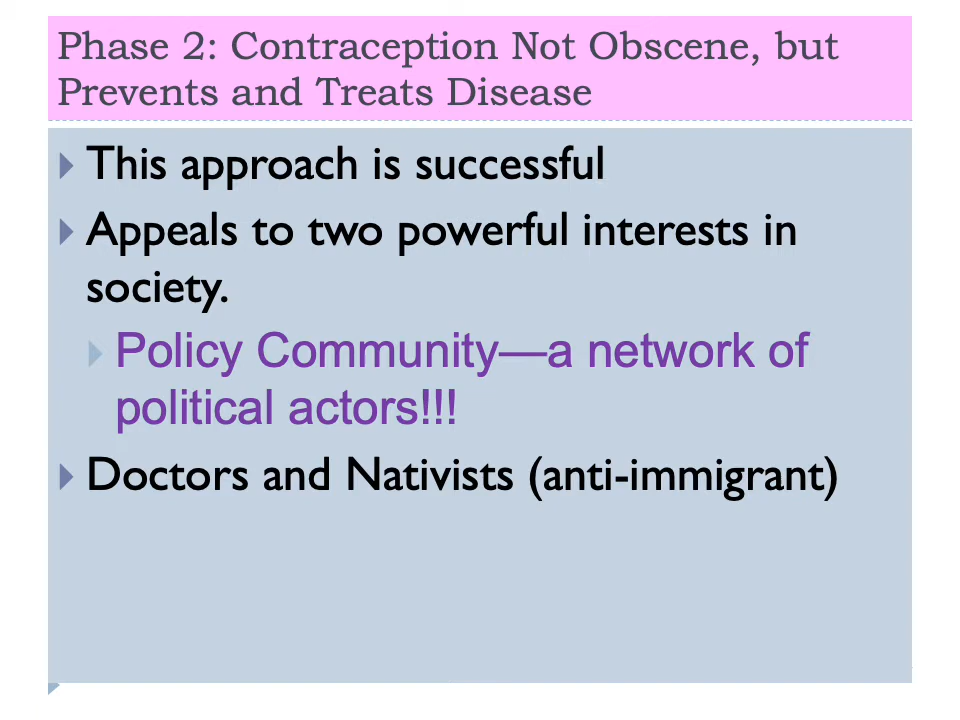 Phase 2: Contraception Not Obscene, but
Prevents and Treats Disease
This approach is successful
Appeals to two powerful interests in
society.
Policy Community—a network of
political actors!!!
Doctors and Nativists (anti-immigrant)